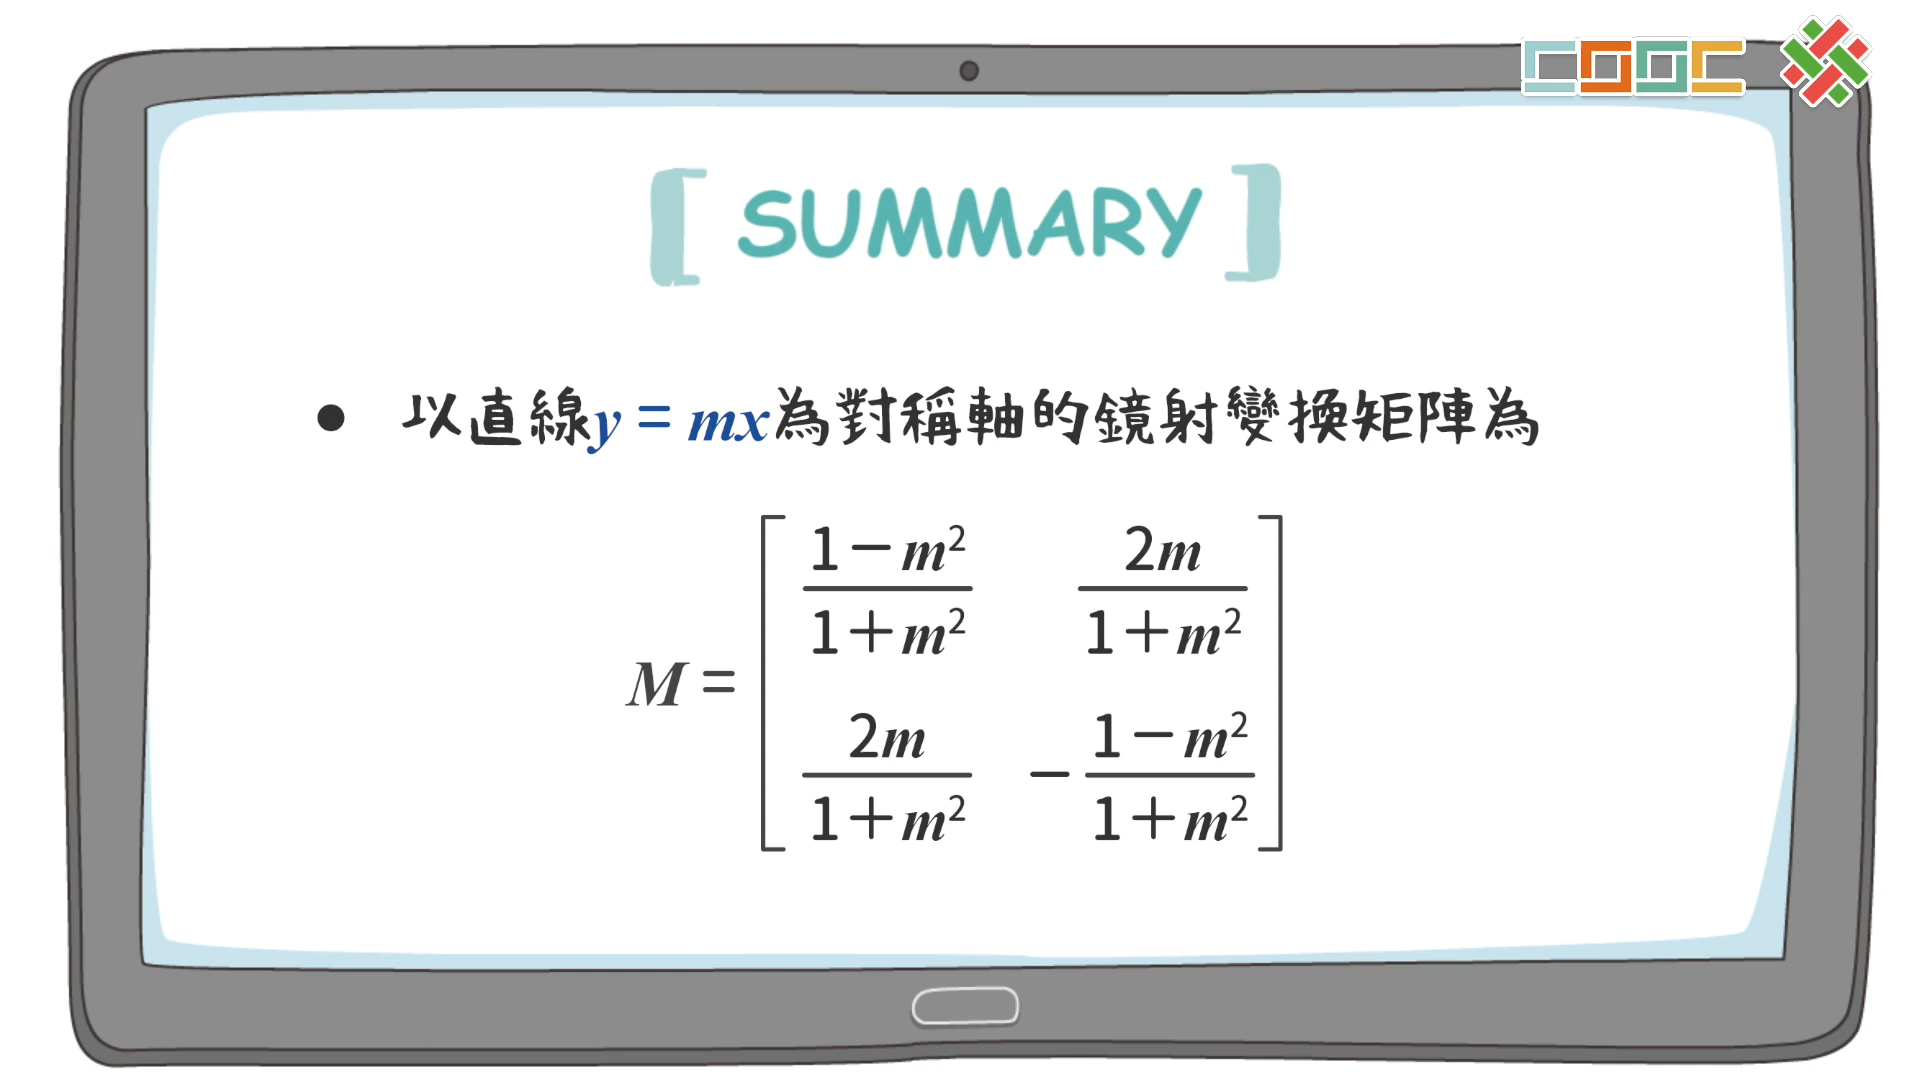 COOC
[ SUMMARY ]
● 以直線y = mx為對稱軸的鏡射變換矩陣為
M = [ (1－m²)/(1＋m²)  2m/(1＋m²)
2m/(1＋m²)  －(1－m²)/(1＋m²) ]